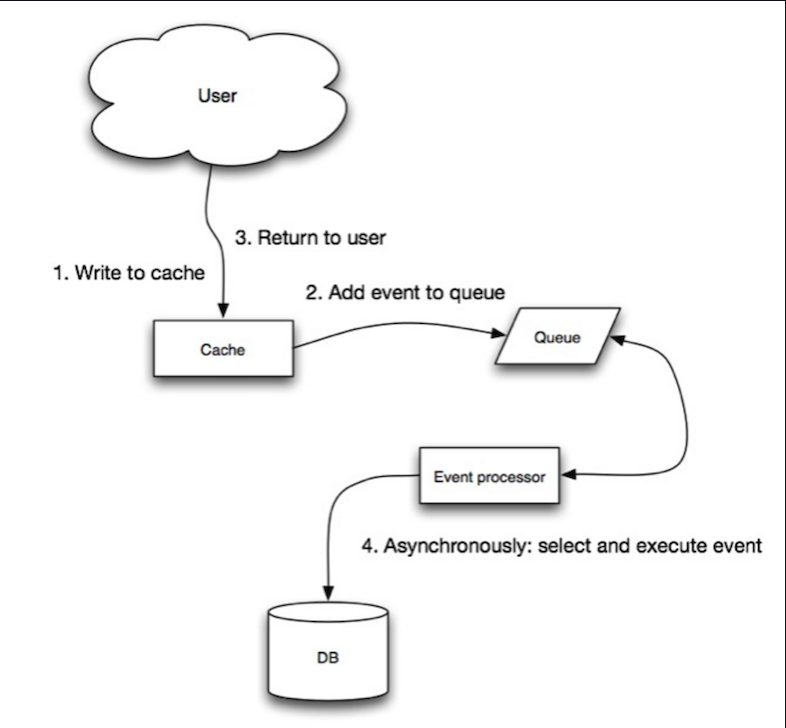 User
3. Return to user
1. Write to cache
2. Add event to queue
Queue
Cache
Event processor
4. Asynchronously: select and execute event
DB